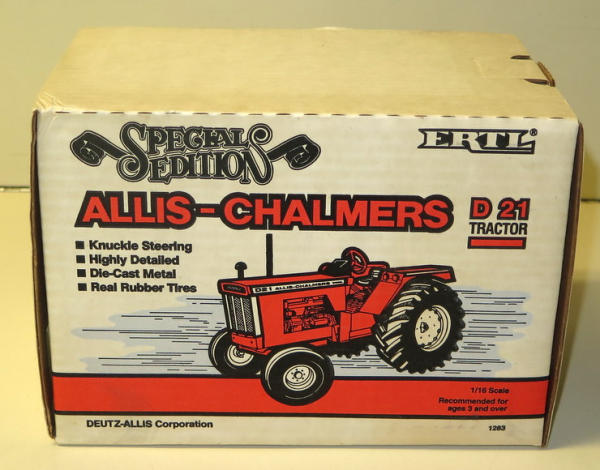 SPECIAL EDITION
ERTL®
ALLIS-CHALMERS
D 21
TRACTOR
■ Knuckle Steering
■ Highly Detailed
■ Die-Cast Metal
■ Real Rubber Tires
D21 ALLIS-CHALMERS
1/16 Scale
Recommended for
ages 3 and over
DEUTZ-ALLIS Corporation
1283